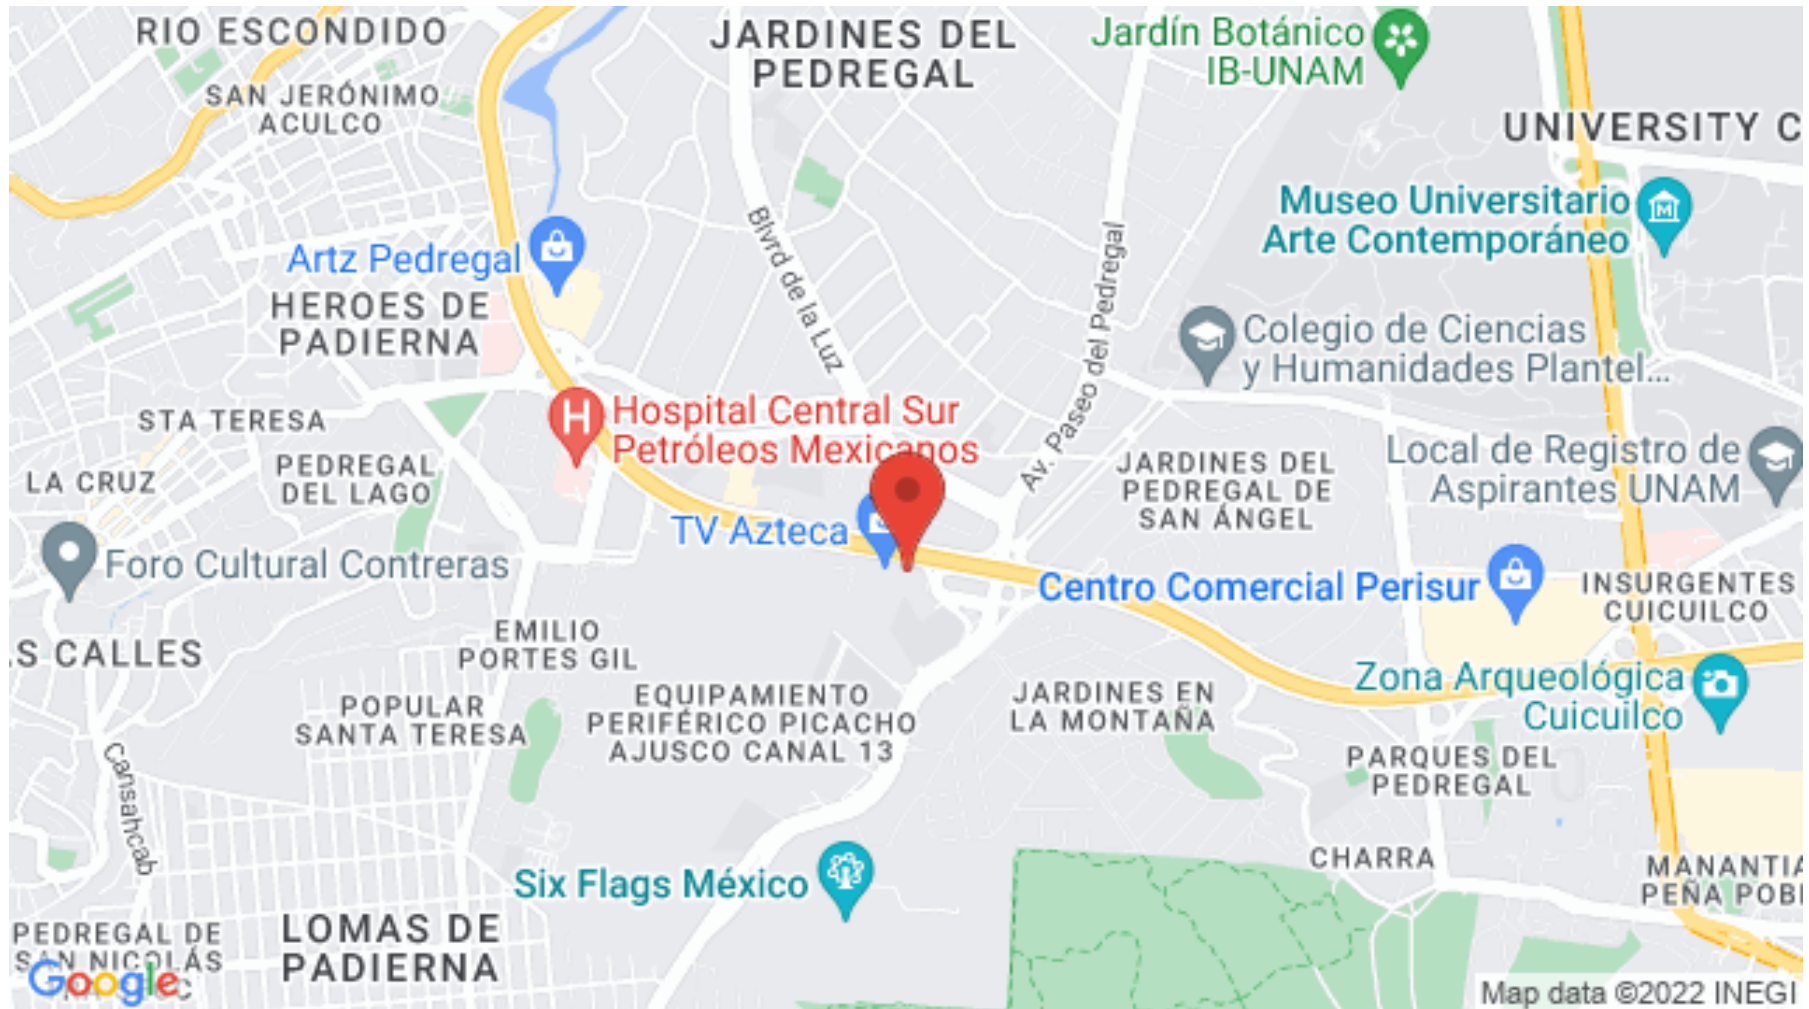 RIO ESCONDIDO
JARDINES DEL
PEDREGAL
Jardín Botánico
IB-UNAM
SAN JERÓNIMO
ACULCO
UNIVERSITY C
Museo Universitario
Arte Contemporáneo
Blvrd de la Luz
Av. Paseo del Pedregal
Artz Pedregal
HEROES DE
PADIERNA
Colegio de Ciencias
y Humanidades Plantel...
STA TERESA
Hospital Central Sur
Petróleos Mexicanos
PEDREGAL
DEL LAGO
LA CRUZ
JARDINES DEL
PEDREGAL DE
SAN ÁNGEL
Local de Registro de
Aspirantes UNAM
TV Azteca
Foro Cultural Contreras
Centro Comercial Perisur
INSURGENTES
CUICUILCO
EMILIO
PORTES GIL
S CALLES
POPULAR
SANTA TERESA
EQUIPAMIENTO
PERIFÉRICO PICACHO
AJUSCO CANAL 13
JARDINES EN
LA MONTAÑA
Zona Arqueológica
Cuicuilco
PARQUES DEL
PEDREGAL
Cansahcab
Six Flags México
CHARRA
MANANTIA
PEÑA POB
PEDREGAL DE
SAN NICOLÁS
LOMAS DE
PADIERNA
Google
Map data ©2022 INEGI